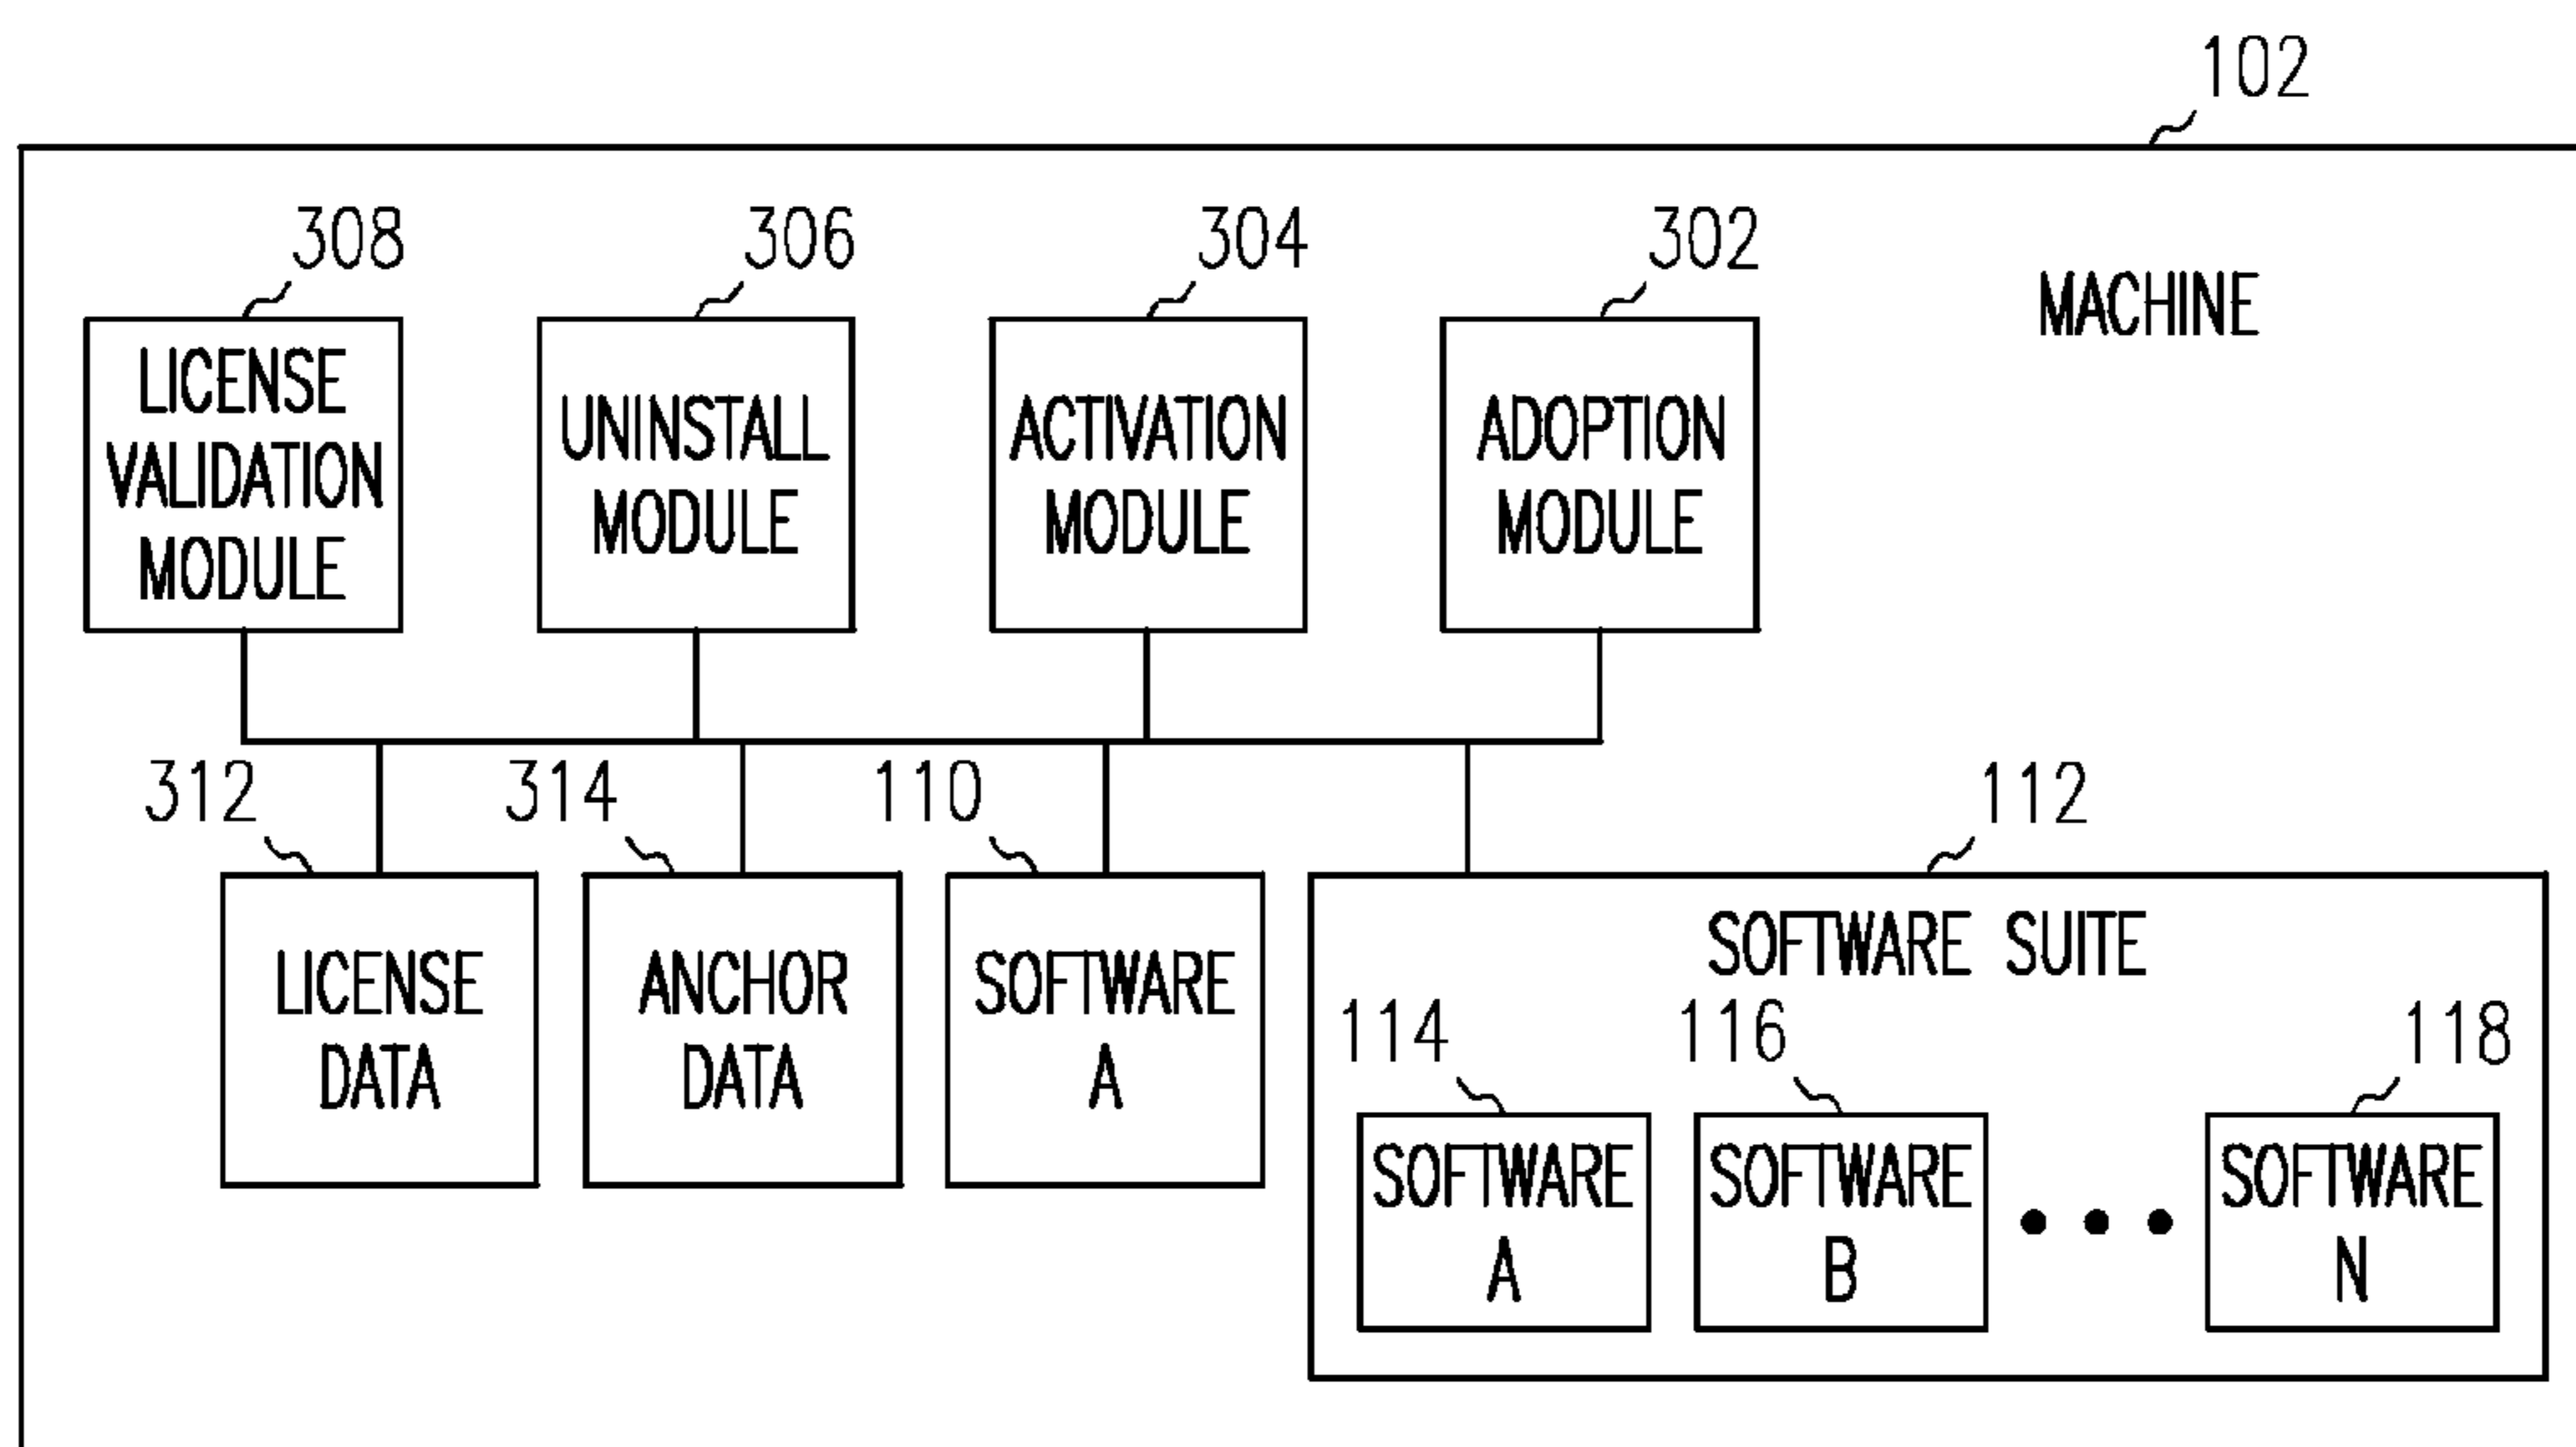 102
308
306
304
302
MACHINE
LICENSE
VALIDATION
MODULE
UNINSTALL
MODULE
ACTIVATION
MODULE
ADOPTION
MODULE
312
314
110
112
LICENSE
DATA
ANCHOR
DATA
SOFTWARE
A
SOFTWARE SUITE
114
116
118
SOFTWARE
A
SOFTWARE
B
SOFTWARE
N